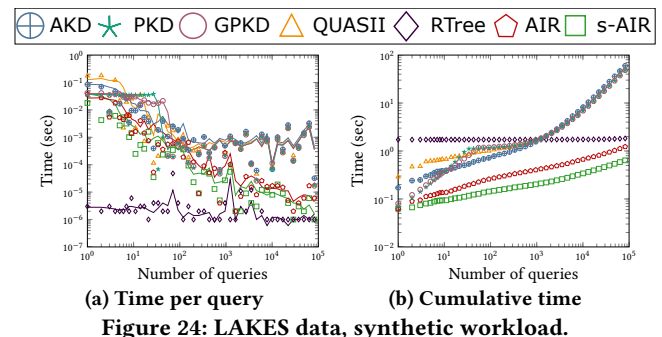 AKD PKD GPKD QUASII RTree AIR s-AIR
10^0
10^-1
10^-2
10^-3
10^-4
10^-5
10^-6
10^-7
Time (sec)
10^0 10^1 10^2 10^3 10^4 10^5
Number of queries
(a) Time per query
10^2
10^1
10^0
10^-1
10^-2
Time (sec)
10^0 10^1 10^2 10^3 10^4 10^5
Number of queries
(b) Cumulative time
Figure 24: LAKES data, synthetic workload.